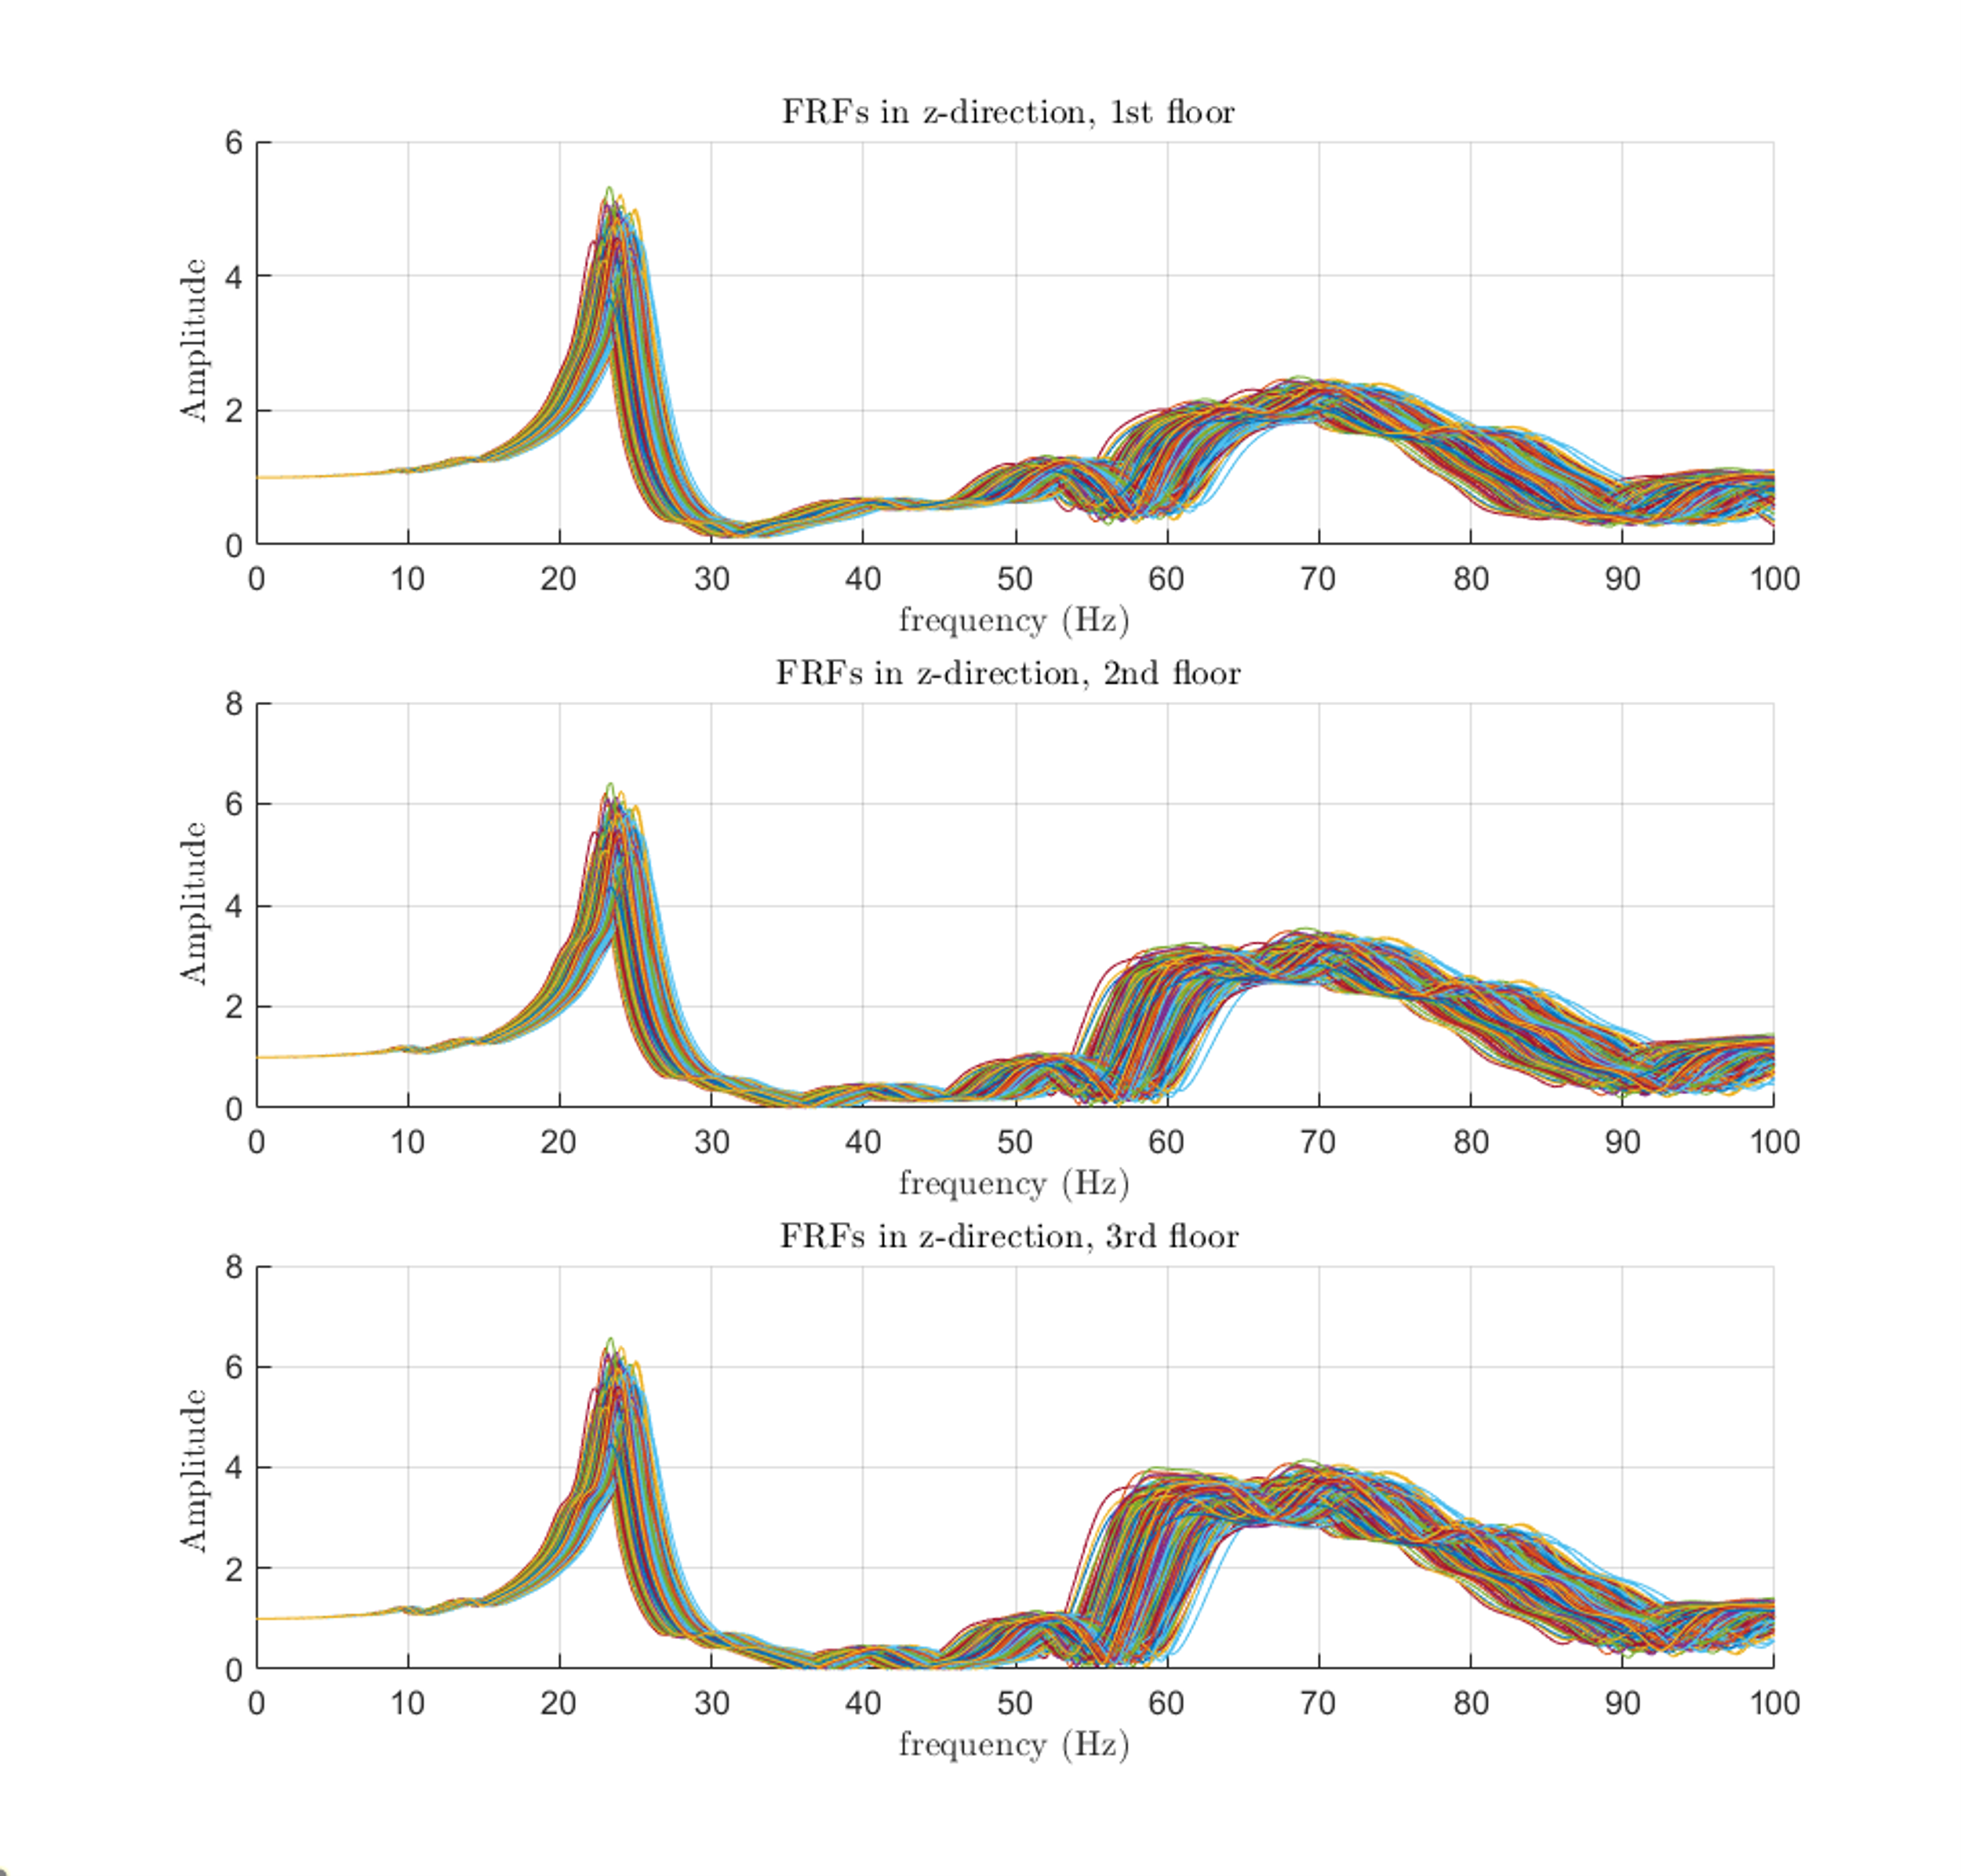 FRFs in z-direction, 1st floor
6
4
2
0
Amplitude
0 10 20 30 40 50 60 70 80 90 100
frequency (Hz)
FRFs in z-direction, 2nd floor
8
6
4
2
0
Amplitude
0 10 20 30 40 50 60 70 80 90 100
frequency (Hz)
FRFs in z-direction, 3rd floor
8
6
4
2
0
Amplitude
0 10 20 30 40 50 60 70 80 90 100
frequency (Hz)